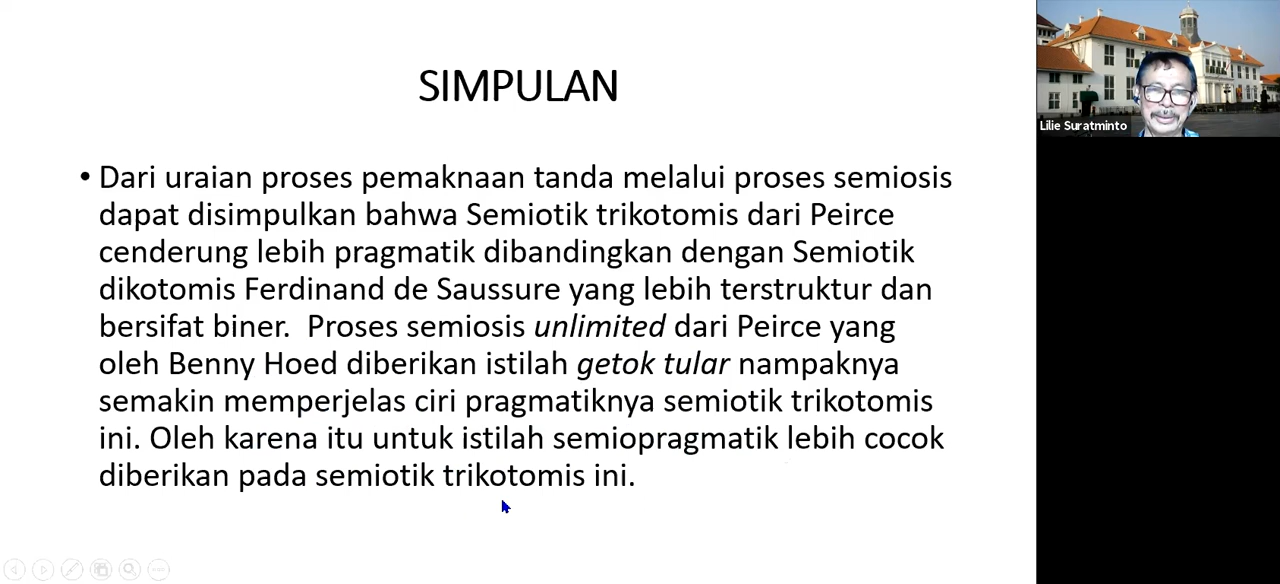 SIMPULAN
• Dari uraian proses pemaknaan tanda melalui proses semiosis
dapat disimpulkan bahwa Semiotik trikotomis dari Peirce
cenderung lebih pragmatik dibandingkan dengan Semiotik
dikotomis Ferdinand de Saussure yang lebih terstruktur dan
bersifat biner.  Proses semiosis unlimited dari Peirce yang
oleh Benny Hoed diberikan istilah getok tular nampaknya
semakin memperjelas ciri pragmatiknya semiotik trikotomis
ini. Oleh karena itu untuk istilah semiopragmatik lebih cocok
diberikan pada semiotik trikotomis ini.
Lilie Suratminto